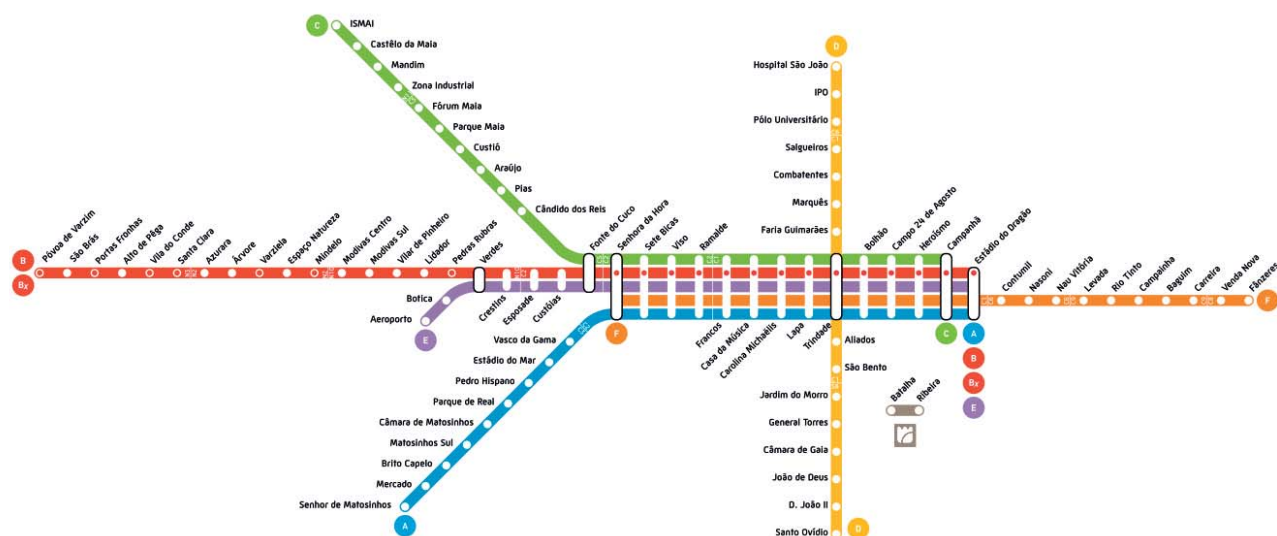 C
ISMAI
Castêlo da Maia
Mandim
Zona Industrial
Fórum Maia
Parque Maia
Custió
Araújo
Pias
Cândido dos Reis
D
Hospital São João
IPO
Pólo Universitário
Salgueiros
Combatentes
Marquês
Faria Guimarães
B
Bx
Póvoa de Varzim
São Brás
Portas Fronhas
Alto de Pêga
Vila do Conde
Santa Clara
Azurara
Árvore
Varziela
Espaço Natureza
Mindelo
Modivas Centro
Modivas Sul
Vilar de Pinheiro
Lidador
Pedras Rubras
Verdes
Fonte do Cuco
Senhora da Hora
Sete Bicas
Viso
Ramalde
Bolhão
Campo 24 de Agosto
Heroísmo
Campanhã
Estádio do Dragão
Botica
Aeroporto
E
Crestins
Esposade
Custóias
Francos
Casa da Música
Carolina Michaëlis
Lapa
Trindade
Contumil
Nasoni
Nau Vitória
Levada
Rio Tinto
Campainha
Baguim
Carreira
Venda Nova
Fânzeres
F
F
C
A
B
Bx
E
Vasco da Gama
Estádio do Mar
Pedro Hispano
Parque de Real
Câmara de Matosinhos
Matosinhos Sul
Brito Capelo
Mercado
Senhor de Matosinhos
A
Aliados
São Bento
Jardim do Morro
General Torres
Câmara de Gaia
João de Deus
D. João II
Santo Ovídio
D
Batalha
Ribeira